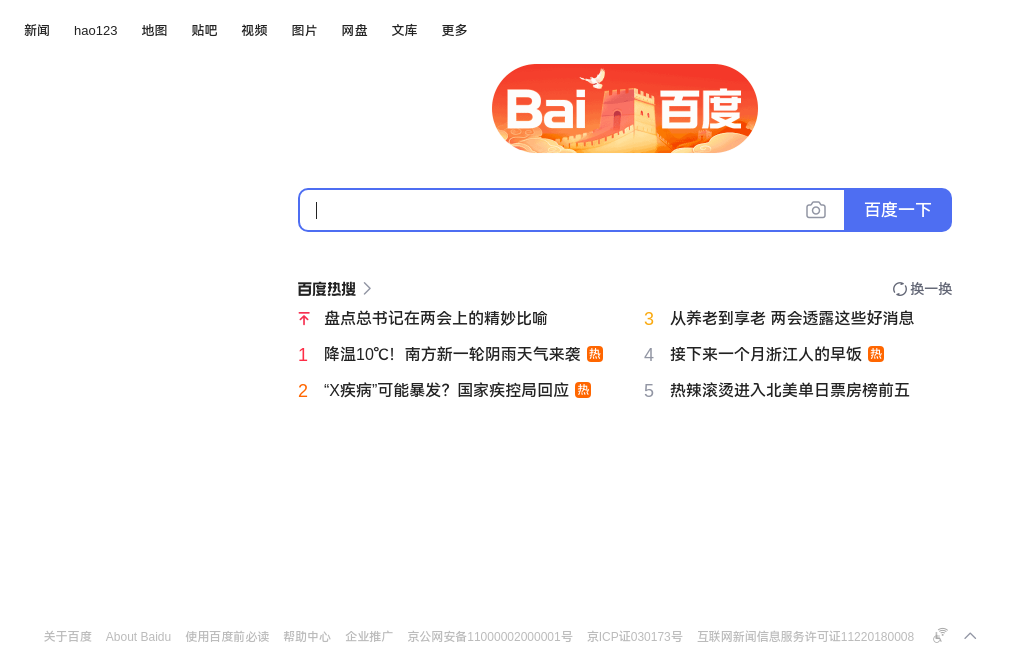 新闻 hao123 地图 贴吧 视频 图片 网盘 文库 更多
Bai 百度
百度一下
百度热搜 换一换
盘点总书记在两会上的精妙比喻
1 降温10℃！南方新一轮阴雨天气来袭 热
2 “X疾病”可能暴发？国家疾控局回应 热
3 从养老到享老 两会透露这些好消息
4 接下来一个月浙江人的早饭 热
5 热辣滚烫进入北美单日票房榜前五
关于百度 About Baidu 使用百度前必读 帮助中心 企业推广 京公网安备11000002000001号 京ICP证030173号 互联网新闻信息服务许可证11220180008